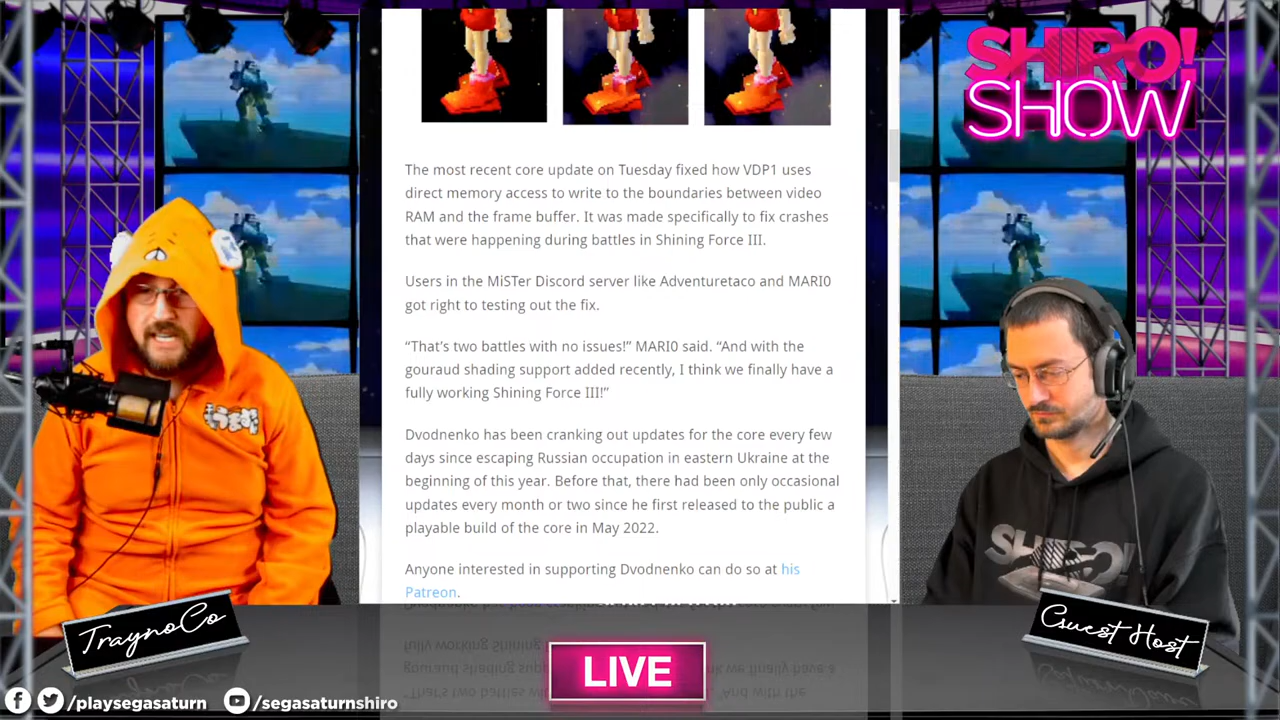 SHIRO!
SHOW
The most recent core update on Tuesday fixed how VDP1 uses
direct memory access to write to the boundaries between video
RAM and the frame buffer. It was made specifically to fix crashes
that were happening during battles in Shining Force III.
Users in the MiSTer Discord server like Adventuretaco and MARI0
got right to testing out the fix.
“That’s two battles with no issues!” MARI0 said. “And with the
gouraud shading support added recently, I think we finally have a
fully working Shining Force III!”
Dvodnenko has been cranking out updates for the core every few
days since escaping Russian occupation in eastern Ukraine at the
beginning of this year. Before that, there had been only occasional
updates every month or two since he first released to the public a
playable build of the core in May 2022.
Anyone interested in supporting Dvodnenko can do so at his
Patreon.
SHIRO!
TraynoCo
Guest Host
LIVE
/playsegasaturn
/segasaturnshiro